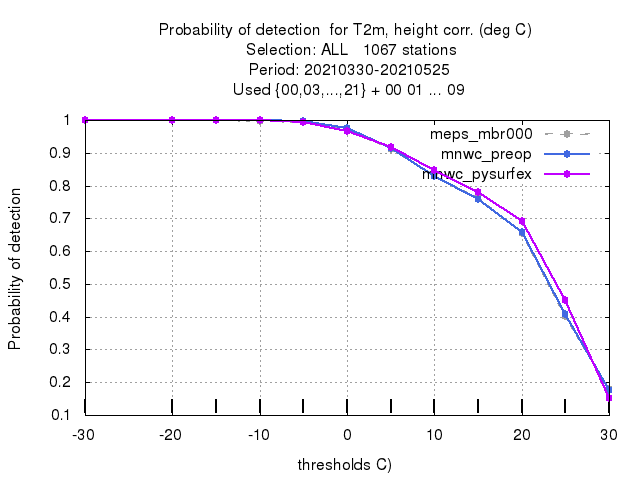 Probability of detection  for T2m, height corr. (deg C)
Selection: ALL   1067 stations
Period: 20210330-20210525
Used {00,03,...,21} + 00 01 ... 09
meps_mbr000
mnwc_preop
mnwc_pysurfex
1
0.9
0.8
0.7
0.6
0.5
0.4
0.3
0.2
0.1
Probability of detection
-30 -20 -10 0 10 20 30
thresholds C)